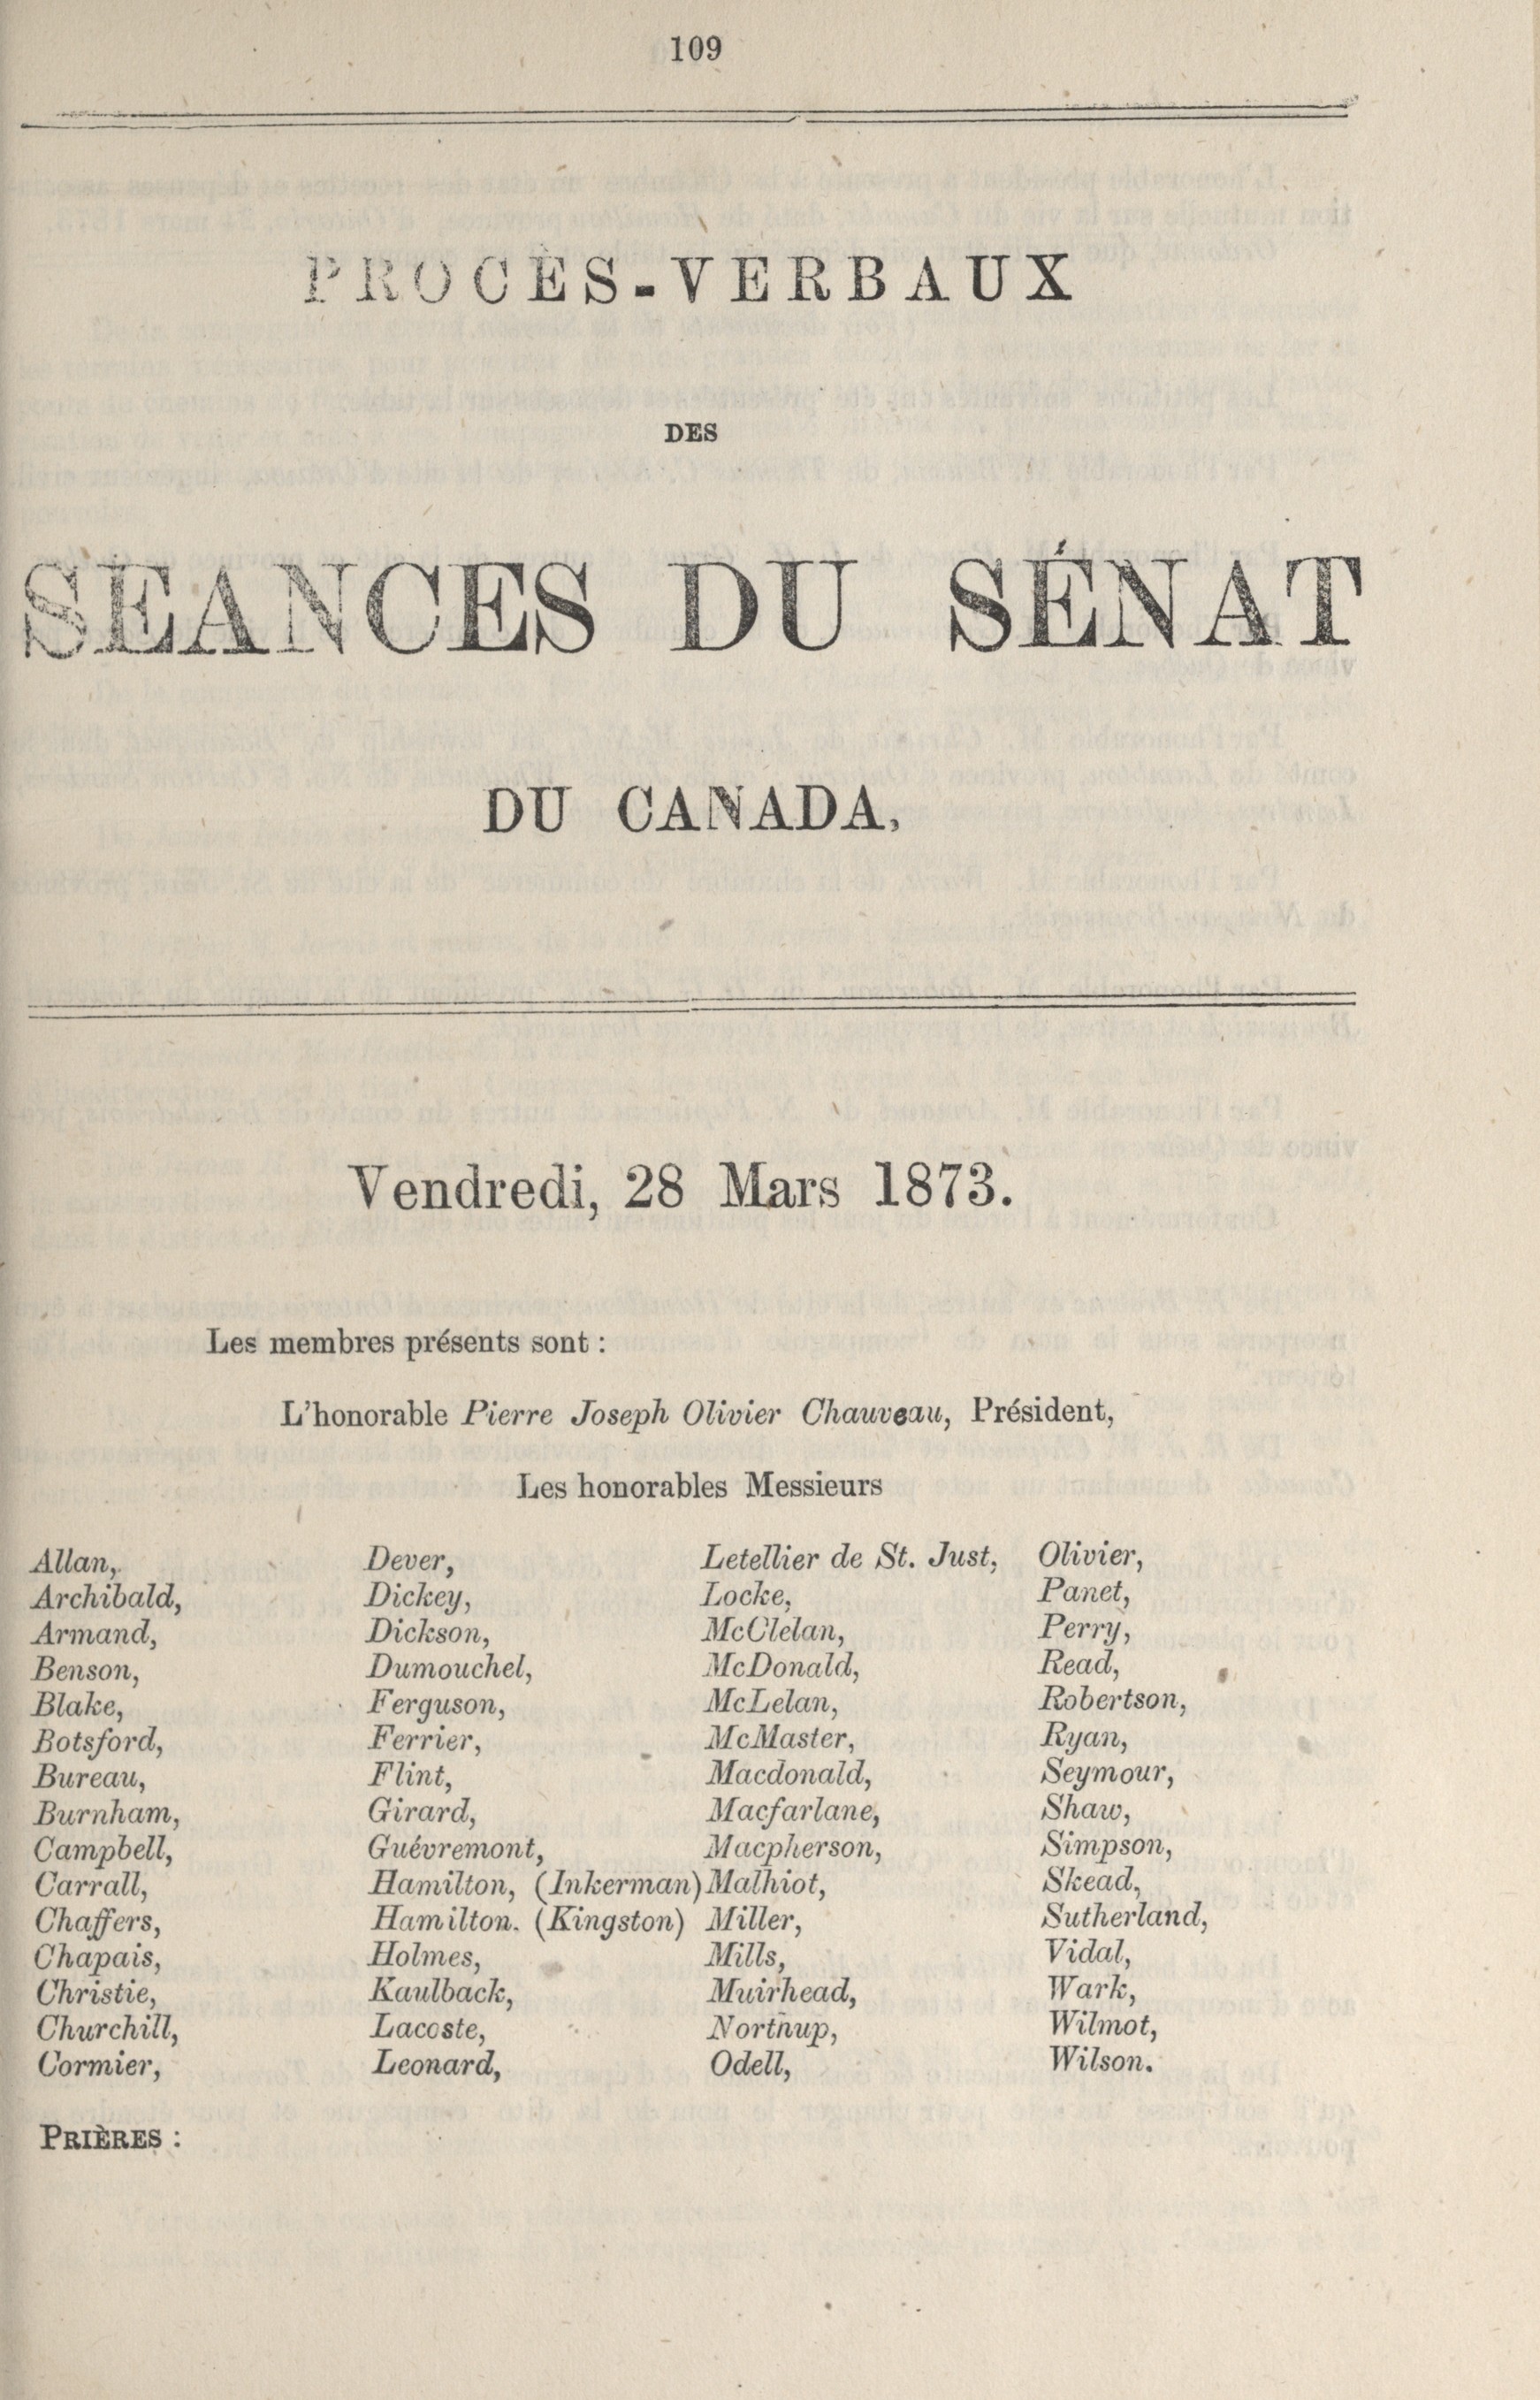 109
PROCÈS-VERBAUX
DES
SÉANCES DU SÉNAT
DU CANADA,
Vendredi, 28 Mars 1873.
Les membres présents sont :
L'honorable Pierre Joseph Olivier Chauveau, Président,
Les honorables Messieurs
Allan,
Archibald,
Armand,
Benson,
Blake,
Botsford,
Bureau,
Burnham,
Campbell,
Carrall,
Chaffers,
Chapais,
Christie,
Churchill,
Cormier,
Dever,
Dickey,
Dickson,
Dumouchel,
Ferguson,
Ferrier,
Flint,
Girard,
Guévremont,
Hamilton, (Inkerman)
Hamilton. (Kingston)
Holmes,
Kaulback,
Lacoste,
Leonard,
Letellier de St. Just,
Locke,
McClelan,
McDonald,
McLelan,
McMaster,
Macdonald,
Macfarlane,
Macpherson,
Malhiot,
Miller,
Mills,
Muirhead,
Northup,
Odell,
Olivier,
Panet,
Perry,
Read,
Robertson,
Ryan,
Seymour,
Shaw,
Simpson,
Skead,
Sutherland,
Vidal,
Wark,
Wilmot,
Wilson.
PRIÈRES :